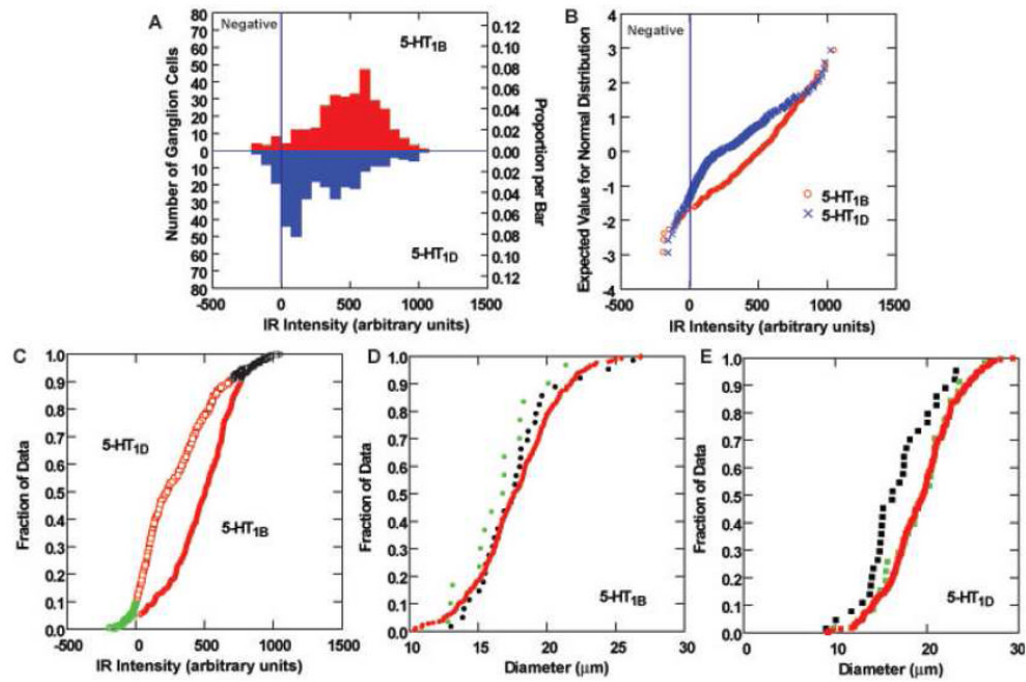 A
Negative
5-HT1B
5-HT1D
Number of Ganglion Cells
Proportion per Bar
80
70
60
50
40
30
20
10
0
10
20
30
40
50
60
70
80
0.12
0.10
0.08
0.06
0.04
0.02
0.00
0.02
0.04
0.06
0.08
0.10
0.12
-500 0 500 1000 1500
IR Intensity (arbitrary units)
B
Negative
Expected Value for Normal Distribution
4
3
2
1
0
-1
-2
-3
-4
5-HT1B
5-HT1D
-500 0 500 1000 1500
IR Intensity (arbitrary units)
C
Fraction of Data
1.0
0.9
0.8
0.7
0.6
0.5
0.4
0.3
0.2
0.1
0.0
5-HT1D
5-HT1B
-500 0 500 1000 1500
IR Intensity (arbitrary units)
D
Fraction of Data
1.0
0.9
0.8
0.7
0.6
0.5
0.4
0.3
0.2
0.1
0.0
5-HT1B
10 15 20 25 30
Diameter (μm)
E
Fraction of Data
1.0
0.9
0.8
0.7
0.6
0.5
0.4
0.3
0.2
0.1
0.0
5-HT1D
0 10 20 30
Diameter (μm)